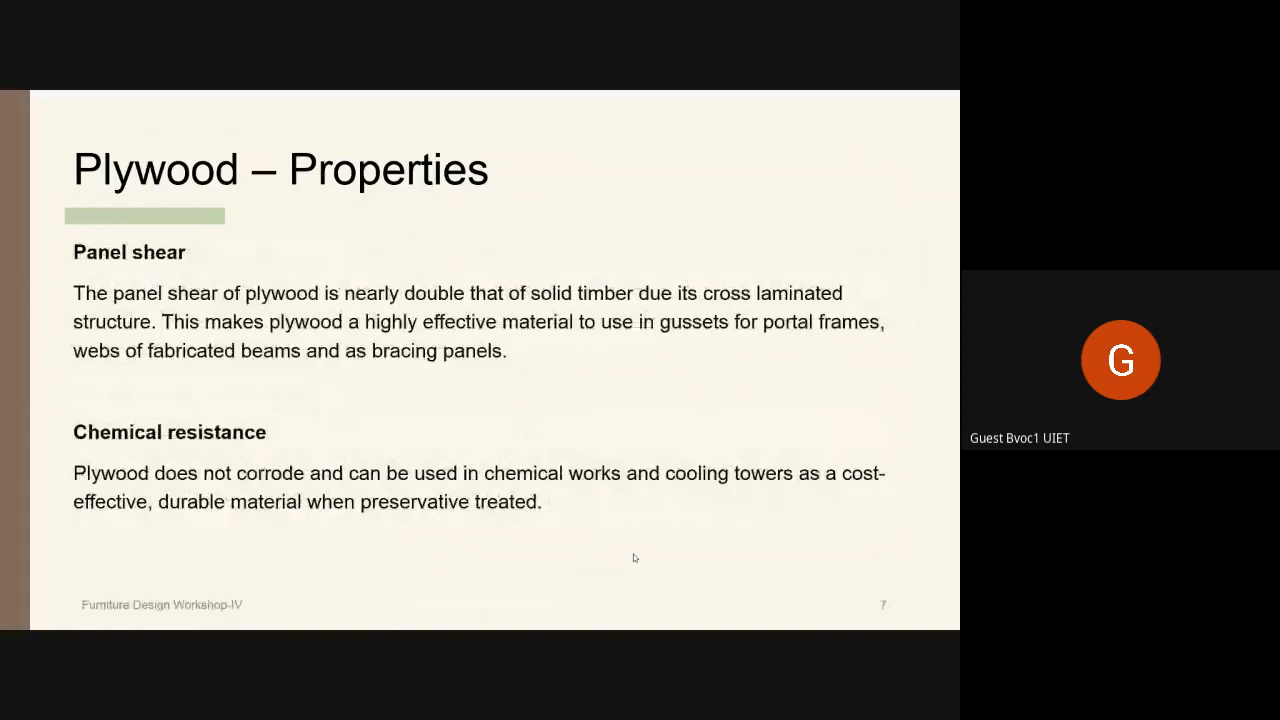 Plywood – Properties
Panel shear
The panel shear of plywood is nearly double that of solid timber due its cross laminated
structure. This makes plywood a highly effective material to use in gussets for portal frames,
webs of fabricated beams and as bracing panels.
Chemical resistance
Plywood does not corrode and can be used in chemical works and cooling towers as a cost-
effective, durable material when preservative treated.
Furniture Design Workshop-IV
7
G
Guest Bvoc1 UIET